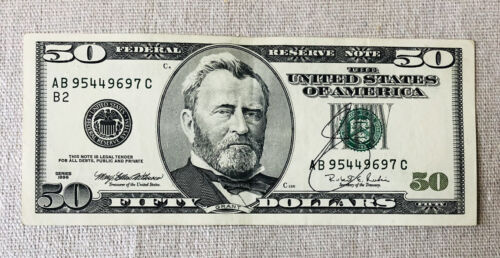 50 FEDERAL RESERVE NOTE 50
THE
UNITED STATES
OF AMERICA
AB 95449697 C
B2
THIS NOTE IS LEGAL TENDER
FOR ALL DEBTS, PUBLIC AND PRIVATE
SERIES
1996
Treasurer of the United States.
AB 95449697 C
Secretary of the Treasury.
50
GRANT
50 FIFTY DOLLARS 50
FIFTY